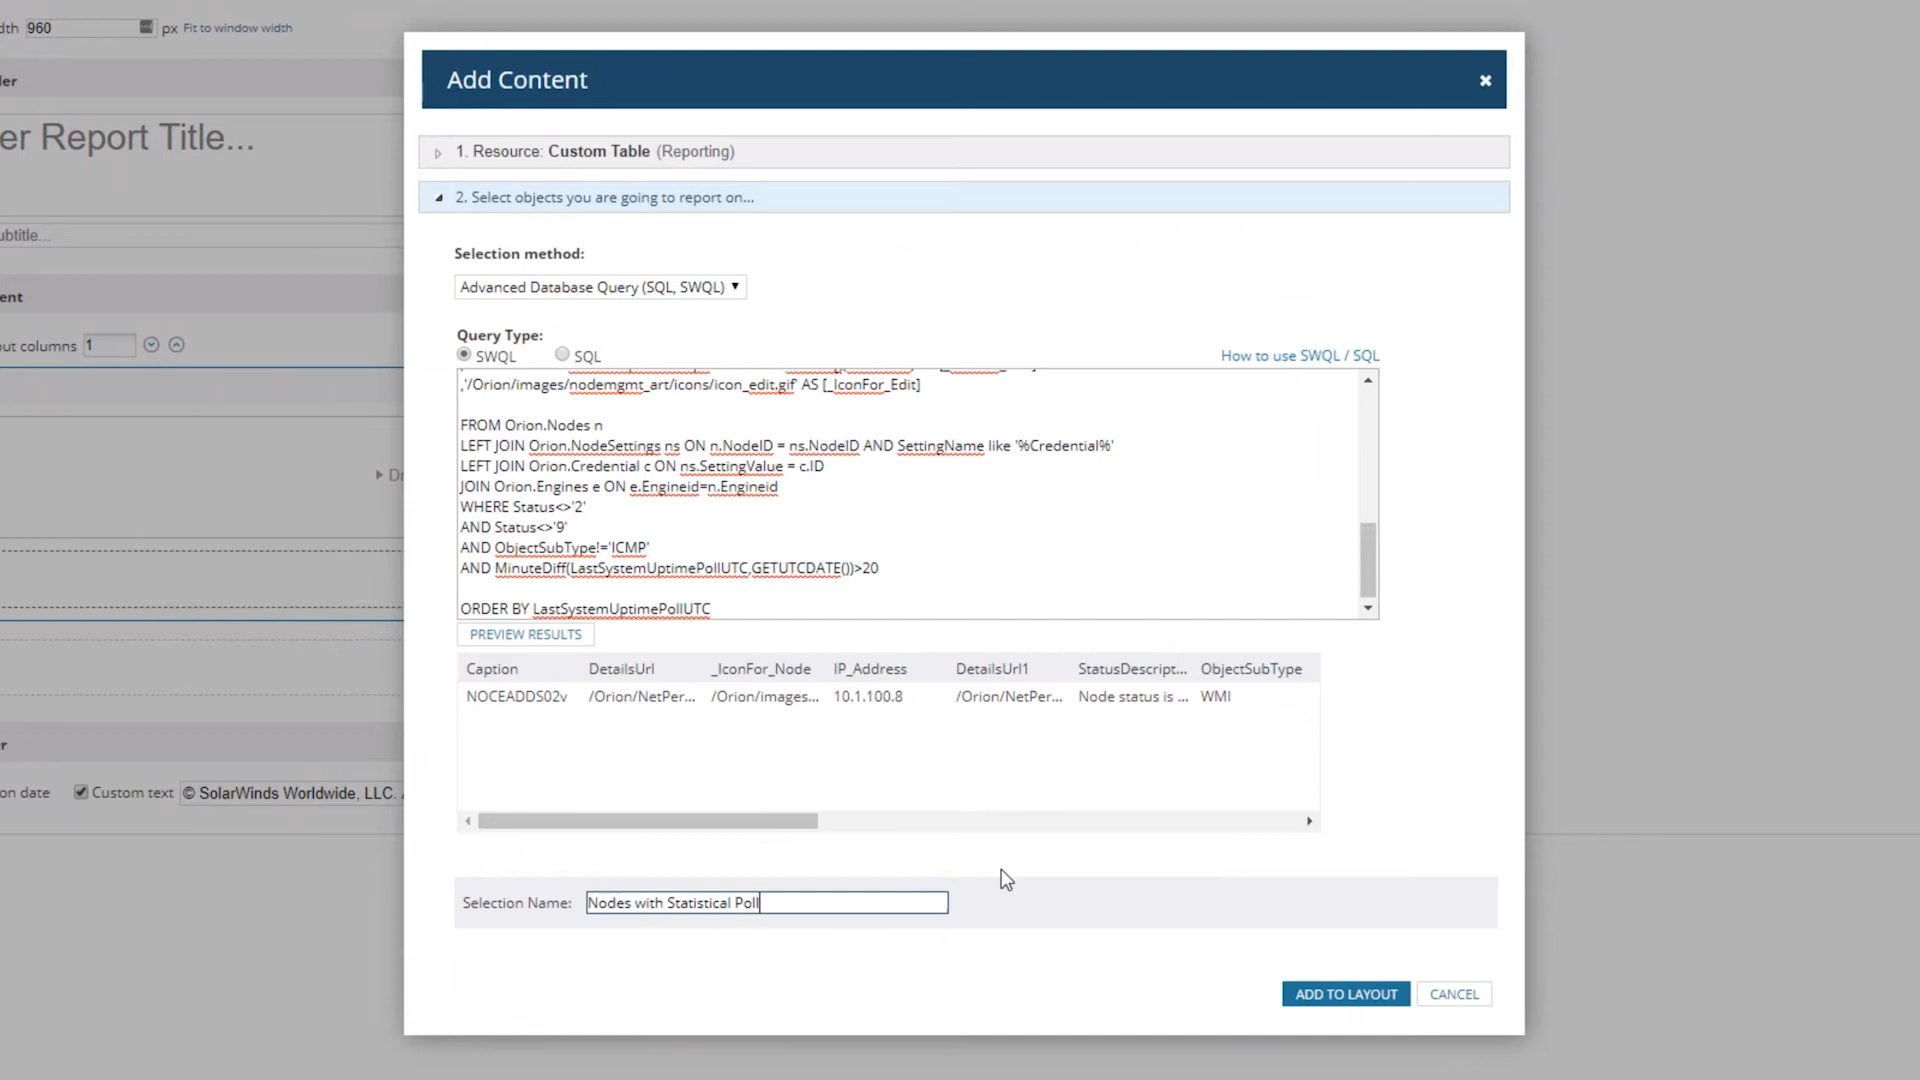 dth 960 px Fit to window width
der
er Report Title...
ubtitle...
ent
out columns 1
Dr
er
on date Custom text © SolarWinds Worldwide, LLC. A
Add Content
1. Resource: Custom Table (Reporting)
2. Select objects you are going to report on...
Selection method:
Advanced Database Query (SQL, SWQL)
Query Type:
SWQL SQL How to use SWQL / SQL
,'/Orion/images/nodemgmt_art/icons/icon_edit.gif' AS [_IconFor_Edit]
FROM Orion.Nodes n
LEFT JOIN Orion.NodeSettings ns ON n.NodeID = ns.NodeID AND SettingName like '%Credential%'
LEFT JOIN Orion.Credential c ON ns.SettingValue = c.ID
JOIN Orion.Engines e ON e.Engineid=n.Engineid
WHERE Status<>'2'
AND Status<>'9'
AND ObjectSubType!='ICMP'
AND MinuteDiff(LastSystemUptimePollUTC,GETUTCDATE())>20
ORDER BY LastSystemUptimePollUTC
PREVIEW RESULTS
Caption DetailsUrl _IconFor_Node IP_Address DetailsUrl1 StatusDescript... ObjectSubType
NOCEADDS02v /Orion/NetPer... /Orion/images... 10.1.100.8 /Orion/NetPer... Node status is ... WMI
Selection Name: Nodes with Statistical Poll
ADD TO LAYOUT CANCEL